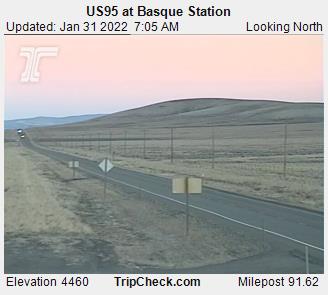 US95 at Basque Station
Updated: Jan 31 2022 7:05 AM Looking North
Elevation 4460 TripCheck.com Milepost 91.62